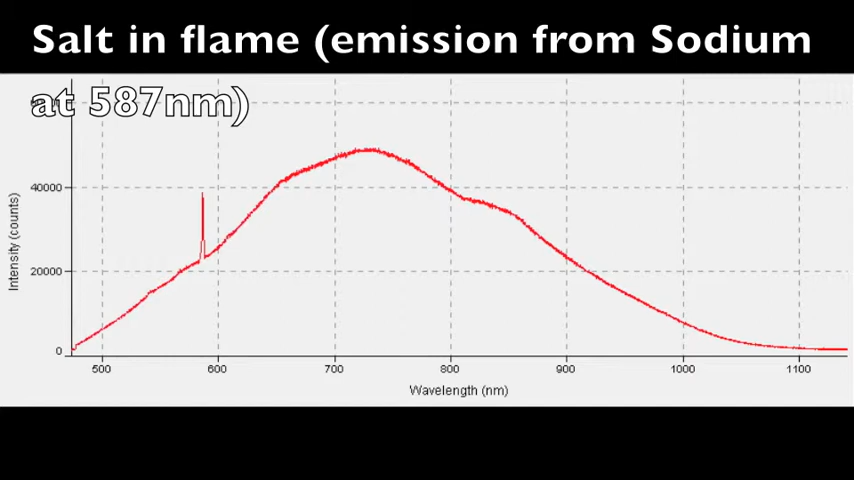 Salt in flame (emission from Sodium
at 587nm)
40000
20000
0
Intensity (counts)
500 600 700 800 900 1000 1100
Wavelength (nm)